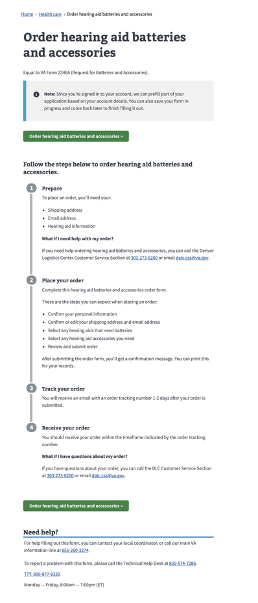 Home › Health care › Order hearing aid batteries and accessories
Order hearing aid batteries
and accessories
Equal to VA Form 2346A (Request for Batteries and Accessories).
Note: Since you're signed in to your account, we can prefill part of your
application based on your account details. You can also save your form in
progress and come back later to finish filling it out.
Order hearing aid batteries and accessories »
Follow the steps below to order hearing aid batteries and
accessories.
1 Prepare
To place an order, you'll need your:
• Shipping address
• Email address
• Hearing aid information
What if I need help with my order?
If you need help ordering hearing aid batteries and accessories, you can call the Denver
Logistics Center Customer Service Section at 303-273-6200 or email dalc.css@va.gov.
2 Place your order
Complete this hearing aid batteries and accessories order form.
These are the steps you can expect when placing an order:
• Confirm your personal information
• Confirm or edit your shipping address and email address
• Select any hearing aids that need batteries
• Select any hearing aid accessories you need
• Review and submit order
After submitting the order form, you'll get a confirmation message. You can print this
for your records.
3 Track your order
You will receive an email with an order tracking number 1-2 days after your order is
submitted.
4 Receive your order
You should receive your order within the timeframe indicated by the order tracking
number.
What if I have questions about my order?
If you have questions about your order, you can call the DLC Customer Service Section
at 303-273-6200 or email dalc.css@va.gov.
Order hearing aid batteries and accessories »
Need help?
For help filling out this form, you can contact your local coordinator, or call our main VA
information line at
To report a problem with this form, please call the Technical Help Desk at
TTY: 800-877-8339
Monday — Friday, 8:00a.m. — 7:00p.m. (ET)